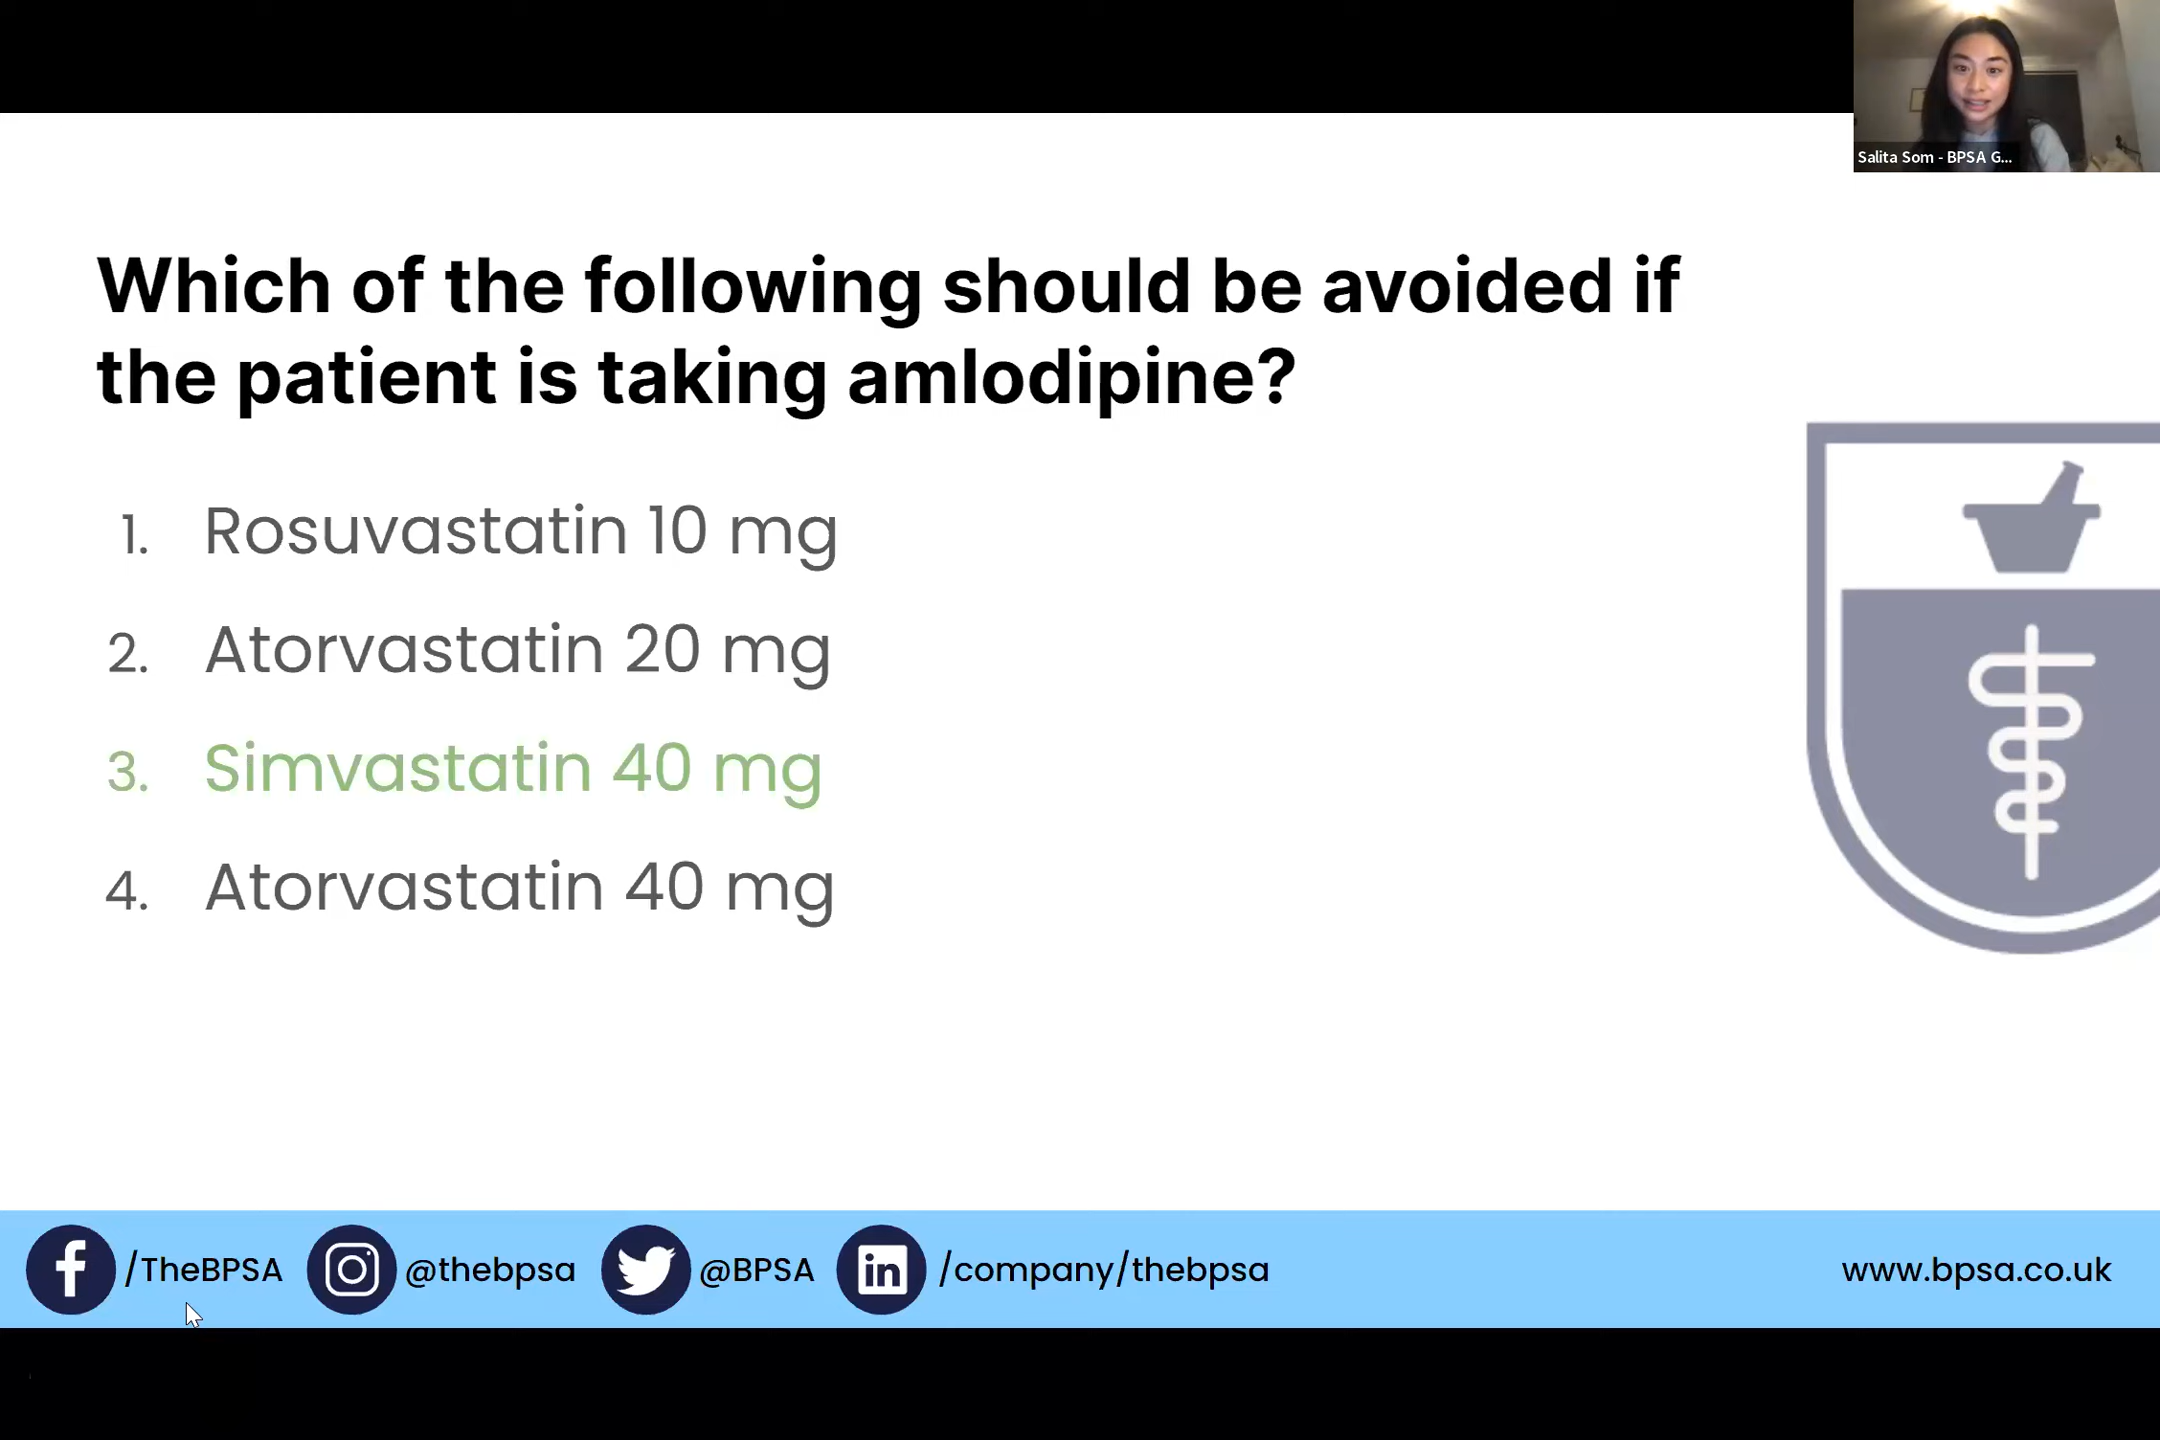 Salita Som - BPSA G...
Which of the following should be avoided if
the patient is taking amlodipine?
1. Rosuvastatin 10 mg
2. Atorvastatin 20 mg
3. Simvastatin 40 mg
4. Atorvastatin 40 mg
/TheBPSA @thebpsa @BPSA /company/thebpsa www.bpsa.co.uk